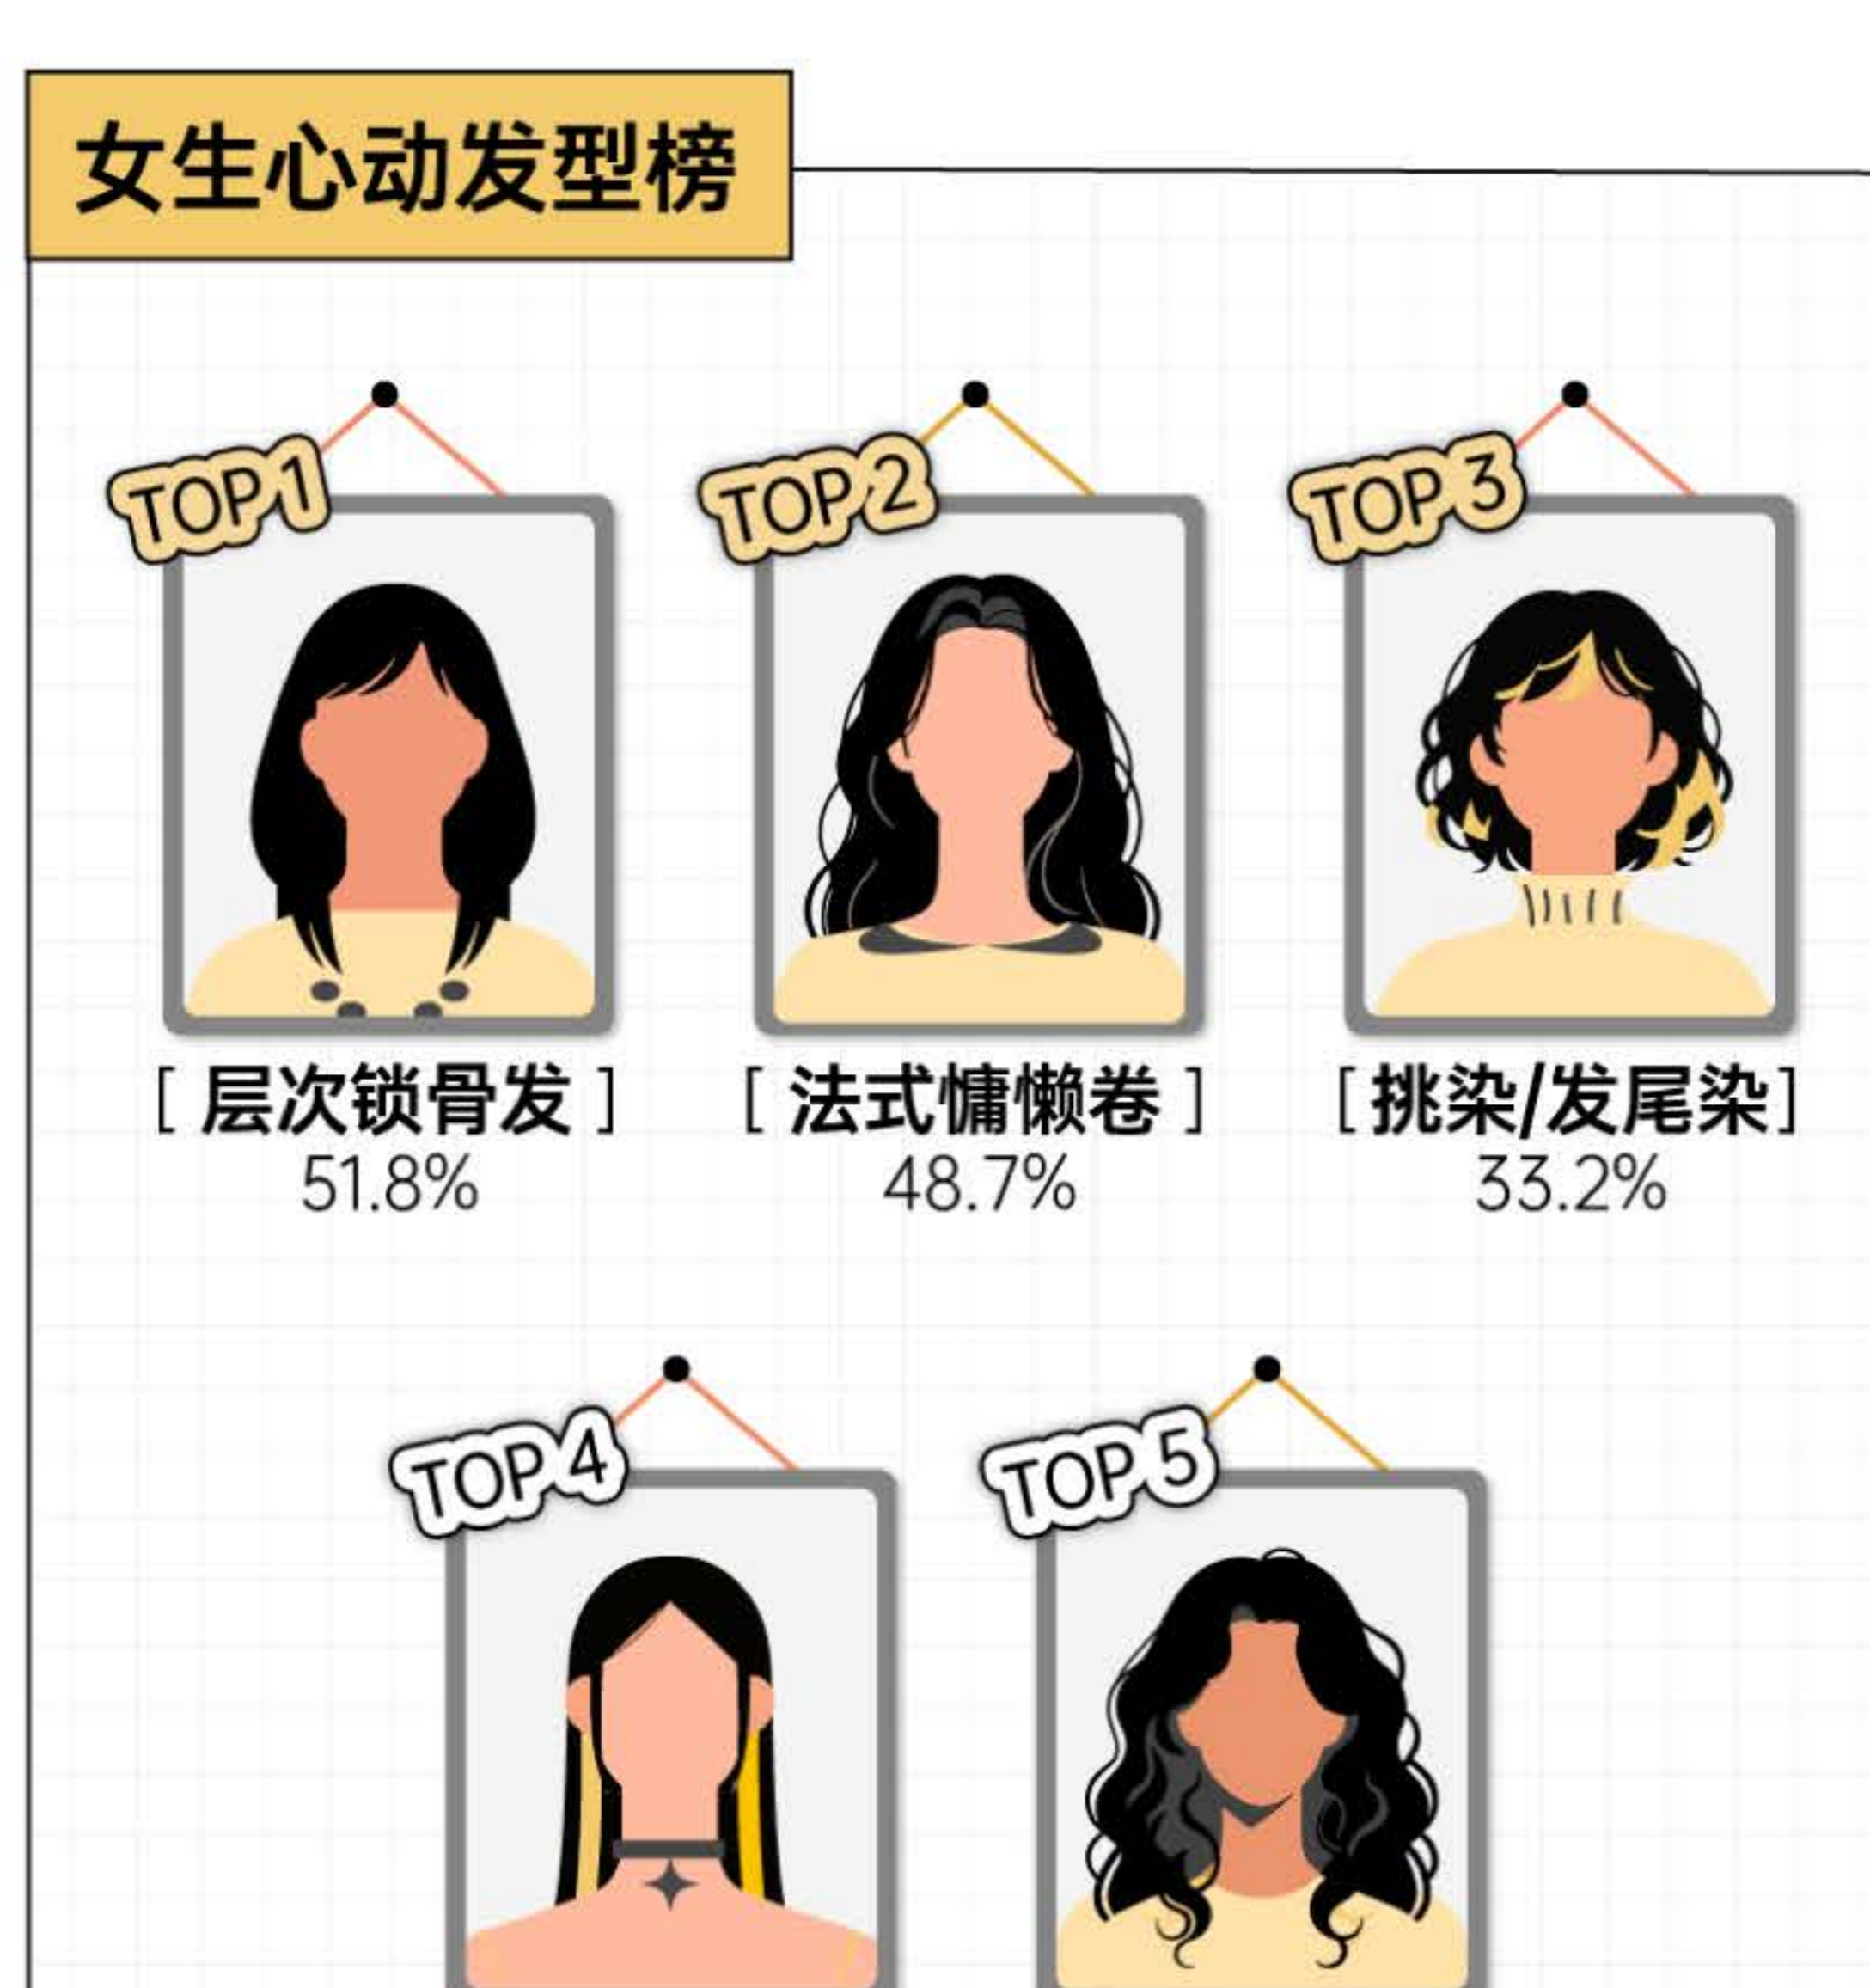 女生心动发型榜
TOP1 TOP2 TOP3
[ 层次锁骨发 ] [ 法式慵懒卷 ] [ 挑染/发尾染 ]
51.8% 48.7% 33.2%
TOP4 TOP5